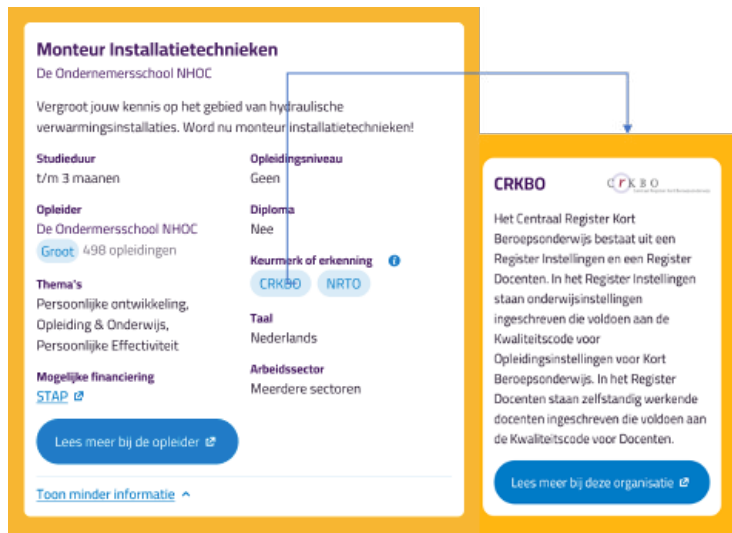 Monteur Installatietechnieken
De Ondernemersschool NHOC
Vergroot jouw kennis op het gebied van hydraulische
verwarmingsinstallaties. Word nu monteur installatietechnieken!
Studieduur
t/m 3 maanen
Opleider
De Ondermersschool NHOC
Groot 498 opleidingen
Thema's
Persoonlijke ontwikkeling,
Opleiding & Onderwijs,
Persoonlijke Effectiviteit
Mogelijke financiering
STAP
Opleidingsniveau
Geen
Diploma
Nee
Keurmerk of erkenning
CRKBO NRTO
Taal
Nederlands
Arbeidssector
Meerdere sectoren
Lees meer bij de opleider
Toon minder informatie
CRKBO
CrKBO
Het Centraal Register Kort
Beroepsonderwijs bestaat uit een
Register Instellingen en een Register
Docenten. In het Register Instellingen
staan onderwijsinstellingen
ingeschreven die voldoen aan de
Kwaliteitscode voor
Opleidingsinstellingen voor Kort
Beroepsonderwijs. In het Register
Docenten staan zelfstandig werkende
docenten ingeschreven die voldoen aan
de Kwaliteitscode voor Docenten.
Lees meer bij deze organisatie